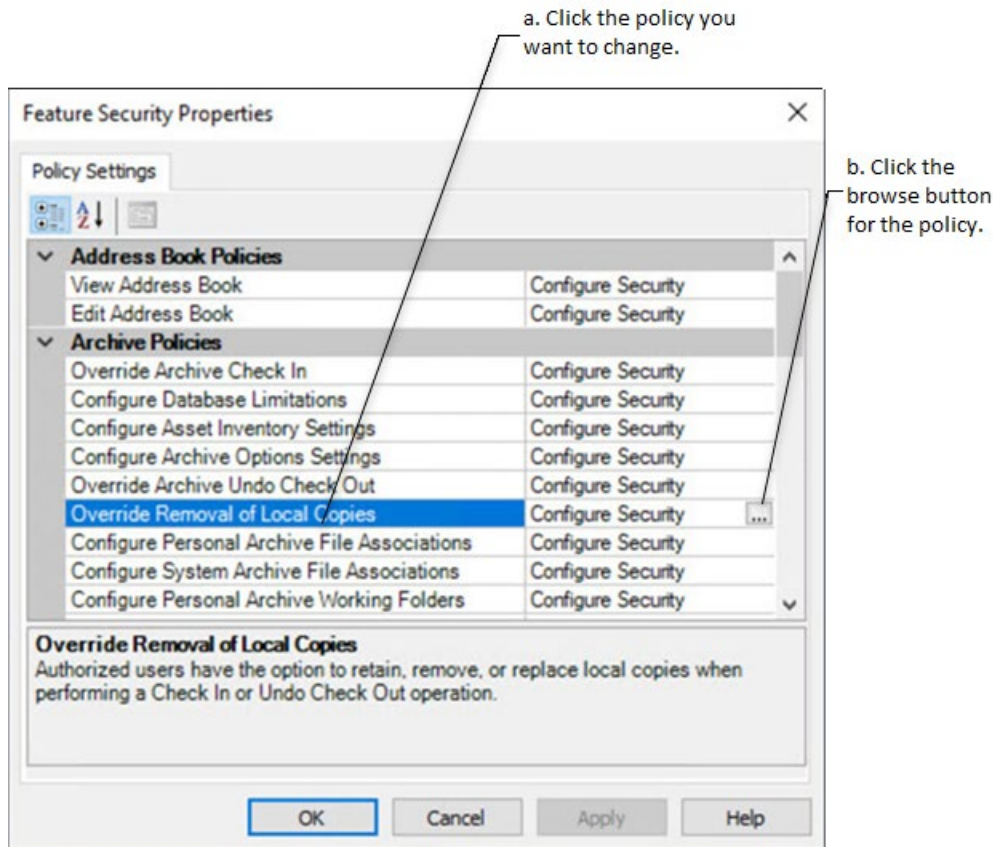 a. Click the policy you
want to change.
Feature Security Properties
Policy Settings
b. Click the
browse button
for the policy.
Address Book Policies
View Address Book Configure Security
Edit Address Book Configure Security
Archive Policies
Override Archive Check In Configure Security
Configure Database Limitations Configure Security
Configure Asset Inventory Settings Configure Security
Configure Archive Options Settings Configure Security
Override Archive Undo Check Out Configure Security
Override Removal of Local Copies Configure Security ...
Configure Personal Archive File Associations Configure Security
Configure System Archive File Associations Configure Security
Configure Personal Archive Working Folders Configure Security
Override Removal of Local Copies
Authorized users have the option to retain, remove, or replace local copies when
performing a Check In or Undo Check Out operation.
OK Cancel Apply Help